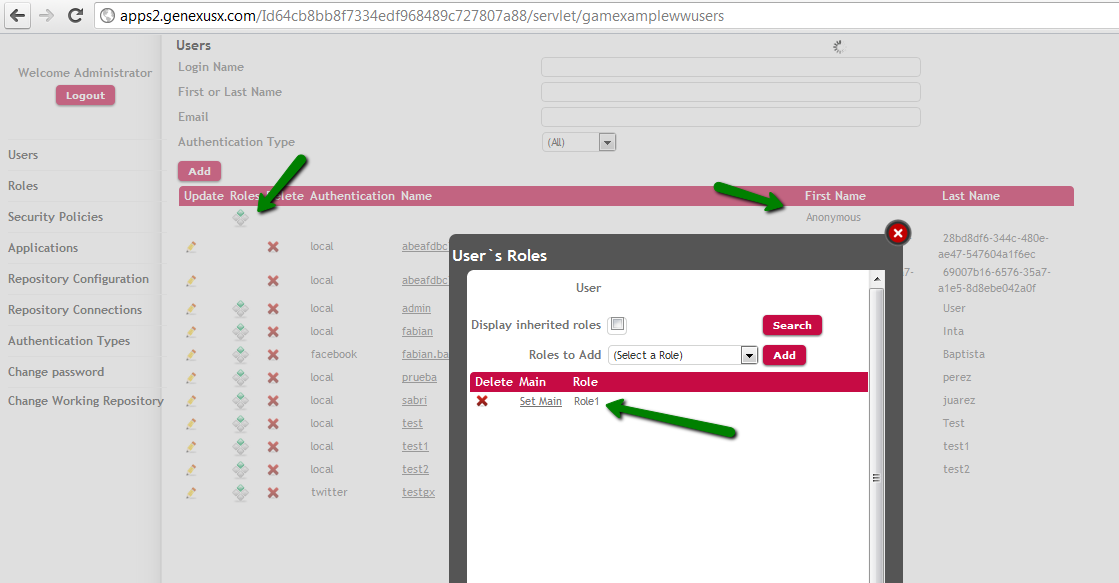 apps2.genexusx.com/Id64cb8bb8f7334edf968489c727807a88/servlet/gamexamplewwusers
Welcome Administrator
Logout
Users
Roles
Security Policies
Applications
Repository Configuration
Repository Connections
Authentication Types
Change password
Change Working Repository
Users
Login Name
First or Last Name
Email
Authentication Type (All)
Add
Update Roles Authentication Name First Name Last Name
Anonymous
local abeafdbc 28bd8df6-344c-480e-
ae47-547604a1f6ec
local abeafdbc 69007b16-6576-35a7-
a1e5-8d8ebe042a0f
local admin User
local fabian Inta
facebook fabian.ba Baptista
local prueba perez
local sabri juarez
local test Test
local test1 test1
local test2 test2
twitter testgx
User`s Roles
User
Display inherited roles Search
Roles to Add (Select a Role) Add
Delete Main Role
Set Main Role1